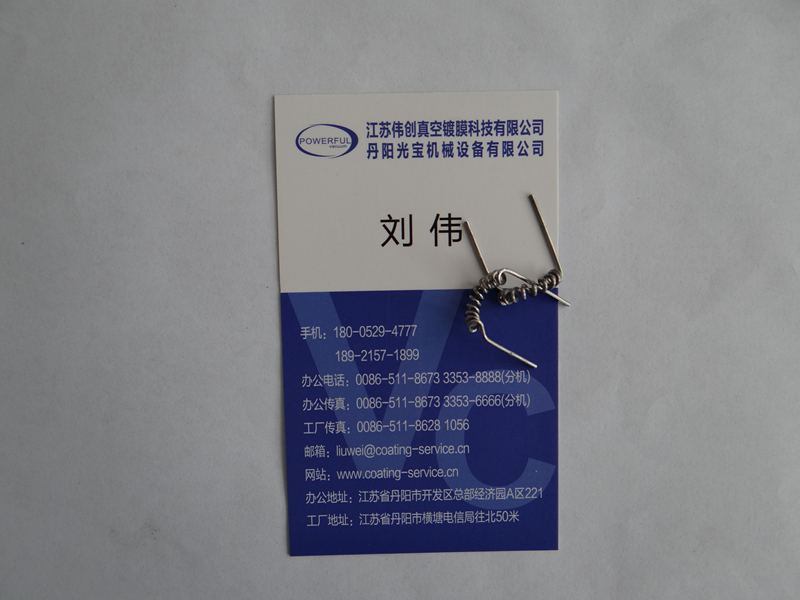 POWERFUL
vacuum
江苏伟创真空镀膜科技有限公司
丹阳光宝机械设备有限公司
刘伟
手机：180-0529-4777
189-2157-1899
办公电话：0086-511-8673 3353-8888(分机)
办公传真：0086-511-8673 3353-6666(分机)
工厂传真：0086-511-8628 1056
邮箱：liuwei@coating-service.cn
网站：www.coating-service.cn
办公地址：江苏省丹阳市开发区总部经济园A区221
工厂地址：江苏省丹阳市横塘电信局往北50米
VC